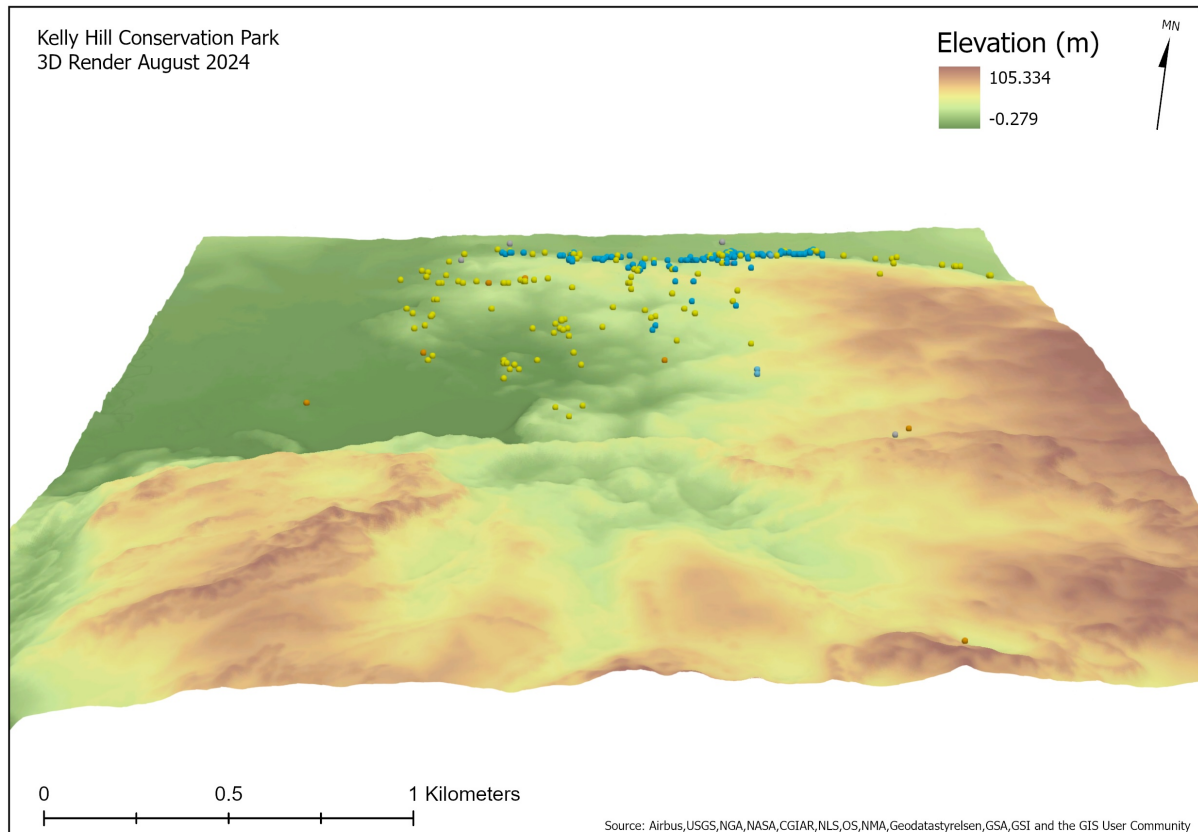 Kelly Hill Conservation Park
3D Render August 2024
Elevation (m)
105.334
-0.279
MN
0 0.5 1 Kilometers
Source: Airbus,USGS,NGA,NASA,CGIAR,NLS,OS,NMA,Geodatastyrelsen,GSA,GSI and the GIS User Community